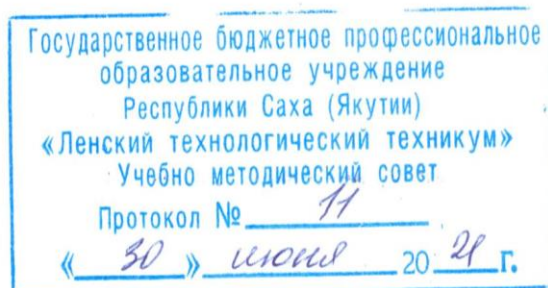 Государственное бюджетное профессиональное
образовательное учреждение
Республики Саха (Якутии)
«Ленский технологический техникум»
Учебно методический совет
Протокол № 11
« 30 » июня 20 21 г.